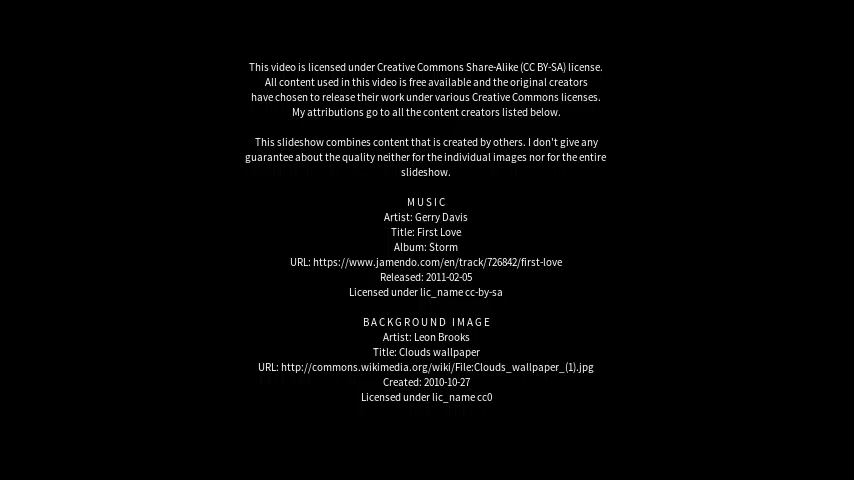 This video is licensed under Creative Commons Share-Alike (CC BY-SA) license.
All content used in this video is free available and the original creators
have chosen to release their work under various Creative Commons licenses.
My attributions go to all the content creators listed below.
This slideshow combines content that is created by others. I don't give any
guarantee about the quality neither for the individual images nor for the entire
slideshow.
MUSIC
Artist: Gerry Davis
Title: First Love
Album: Storm
URL: https://www.jamendo.com/en/track/726842/first-love
Released: 2011-02-05
Licensed under lic_name cc-by-sa
BACKGROUND IMAGE
Artist: Leon Brooks
Title: Clouds wallpaper
URL: http://commons.wikimedia.org/wiki/File:Clouds_wallpaper_(1).jpg
Created: 2010-10-27
Licensed under lic_name cc0